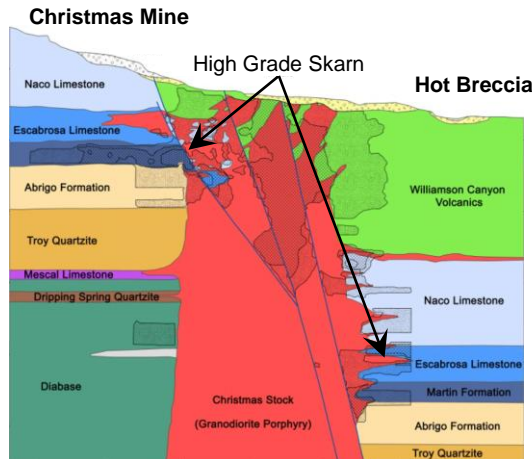 Christmas Mine
High Grade Skarn
Hot Breccia
Naco Limestone
Escabrosa Limestone
Abrigo Formation
Troy Quartzite
Mescal Limestone
Dripping Spring Quartzite
Diabase
Christmas Stock
(Granodiorite Porphyry)
Williamson Canyon
Volcanics
Naco Limestone
Escabrosa Limestone
Martin Formation
Abrigo Formation
Troy Quartzite